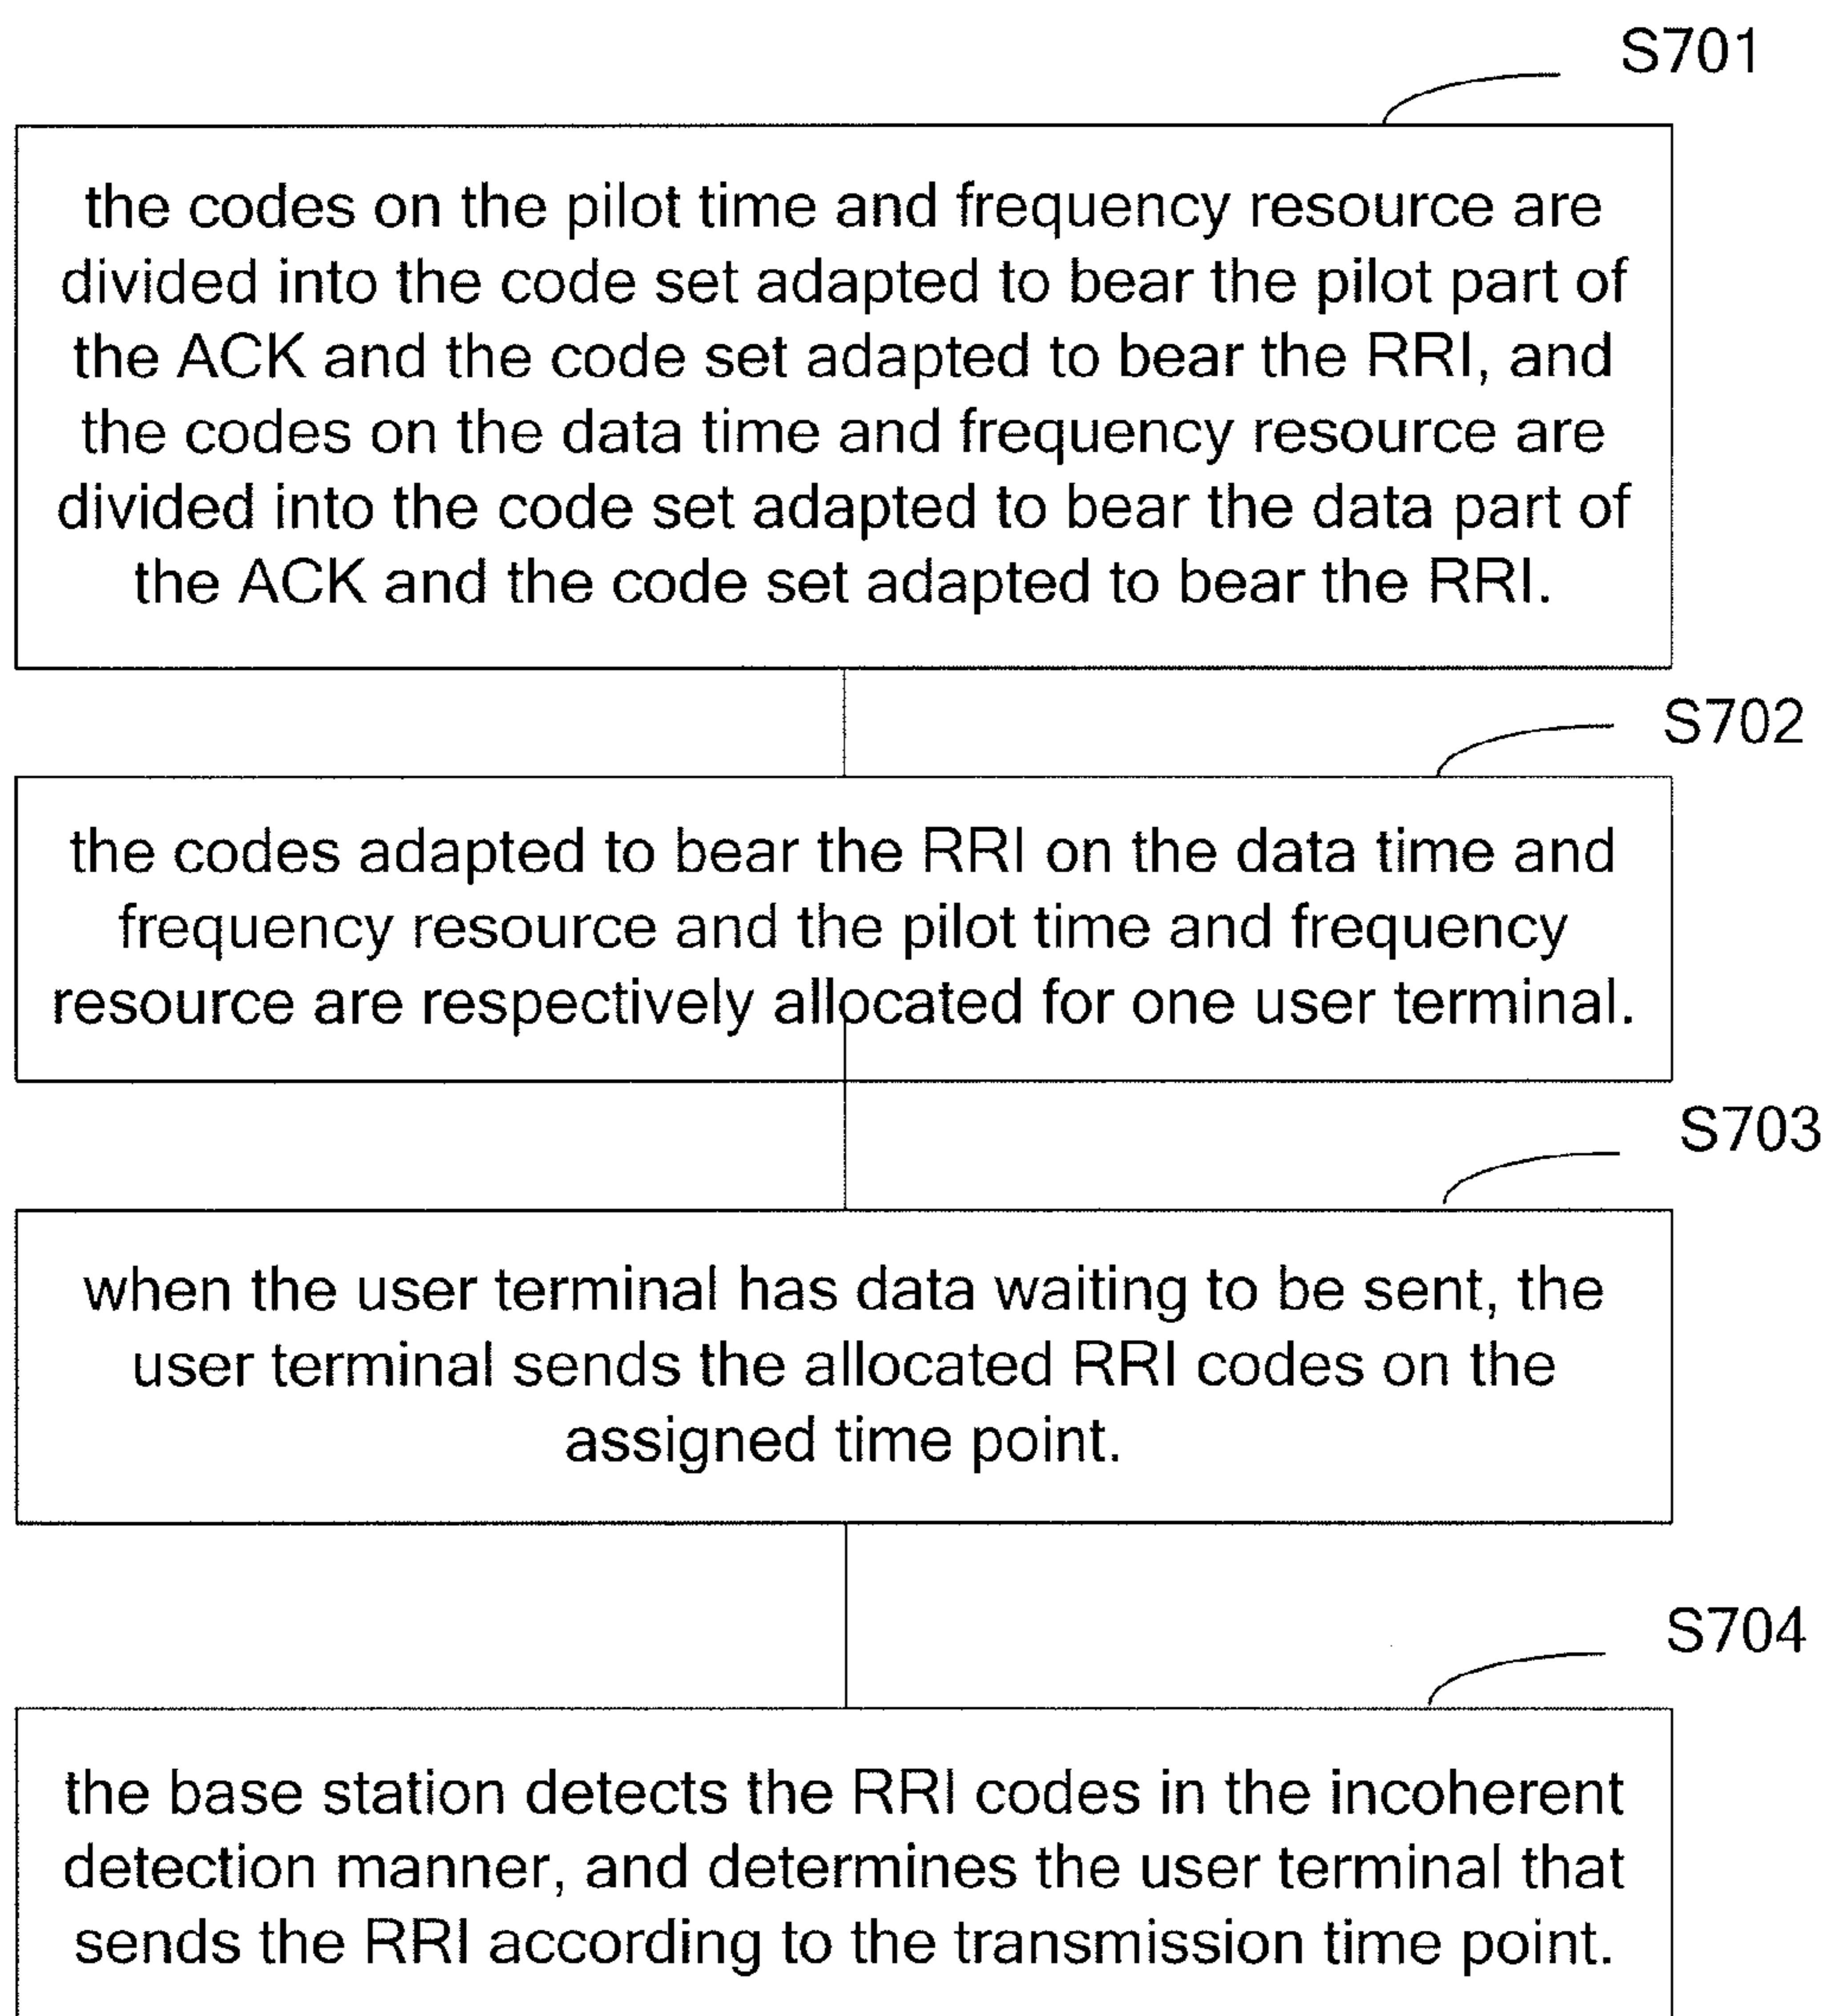 S701
the codes on the pilot time and frequency resource are
divided into the code set adapted to bear the pilot part of
the ACK and the code set adapted to bear the RRI, and
the codes on the data time and frequency resource are
divided into the code set adapted to bear the data part of
the ACK and the code set adapted to bear the RRI.
S702
the codes adapted to bear the RRI on the data time and
frequency resource and the pilot time and frequency
resource are respectively allocated for one user terminal.
S703
when the user terminal has data waiting to be sent, the
user terminal sends the allocated RRI codes on the
assigned time point.
S704
the base station detects the RRI codes in the incoherent
detection manner, and determines the user terminal that
sends the RRI according to the transmission time point.